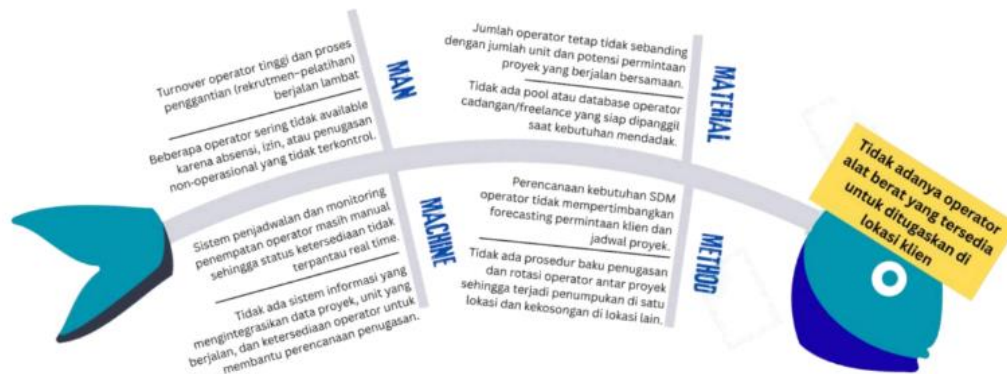 Turnover operator tinggi dan proses
penggantian (rekrutmen–pelatihan)
berjalan lambat
Beberapa operator sering tidak available
karena absensi, izin, atau penugasan
non-operasional yang tidak terkontrol.
MAN
Jumlah operator tetap tidak sebanding
dengan jumlah unit dan potensi permintaan
proyek yang berjalan bersamaan.
Tidak ada pool atau database operator
cadangan/freelance yang siap dipanggil
saat kebutuhan mendadak.
MATERIAL
Sistem penjadwalan dan monitoring
penempatan operator masih manual
sehingga status ketersediaan tidak
terpantau real time.
Tidak ada sistem informasi yang
mengintegrasikan data proyek, unit yang
berjalan, dan ketersediaan operator untuk
membantu perencanaan penugasan.
MACHINE
Perencanaan kebutuhan SDM
operator tidak mempertimbangkan
forecasting permintaan klien dan
jadwal proyek.
Tidak ada prosedur baku penugasan
dan rotasi operator antar proyek
sehingga terjadi penumpukan di satu
lokasi dan kekosongan di lokasi lain.
METHOD
Tidak adanya operator
alat berat yang tersedia
untuk ditugaskan di
lokasi klien